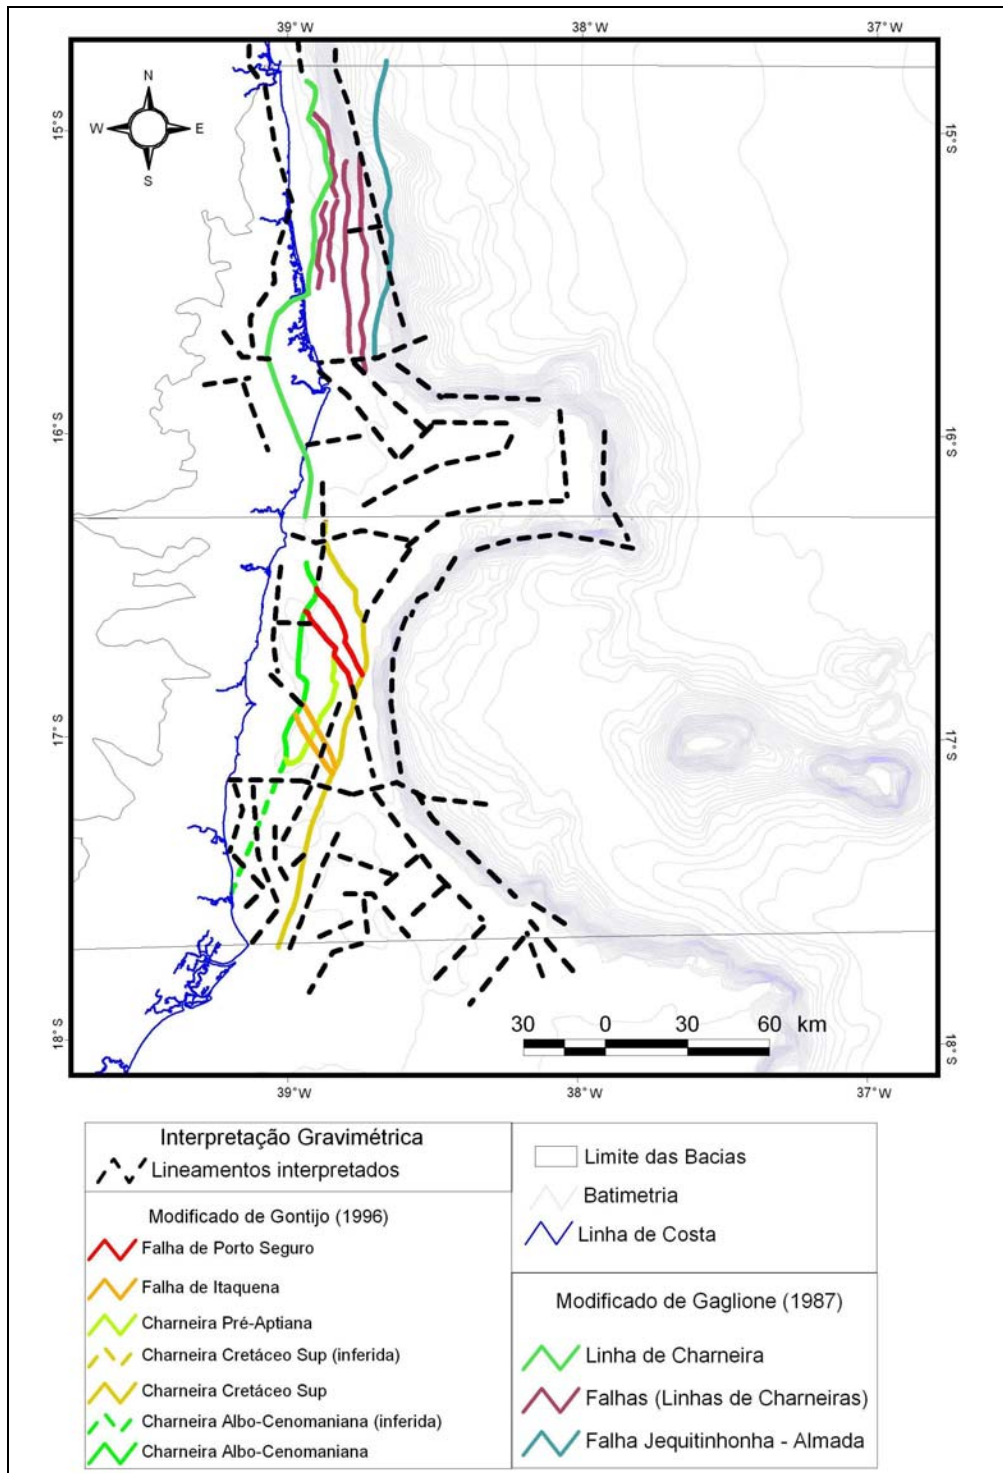 39° W 38° W 37° W
N
W E
S
15° S 15° S
16° S 16° S
17° S 17° S
18° S 18° S
30 0 30 60 km
39° W 38° W 37° W
Interpretação Gravimétrica
Lineamentos interpretados
Modificado de Gontijo (1996)
Falha de Porto Seguro
Falha de Itaquena
Charneira Pré-Aptiana
Charneira Cretáceo Sup (inferida)
Charneira Cretáceo Sup
Charneira Albo-Cenomaniana (inferida)
Charneira Albo-Cenomaniana
Limite das Bacias
Batimetria
Linha de Costa
Modificado de Gaglione (1987)
Linha de Charneira
Falhas (Linhas de Charneiras)
Falha Jequitinhonha - Almada